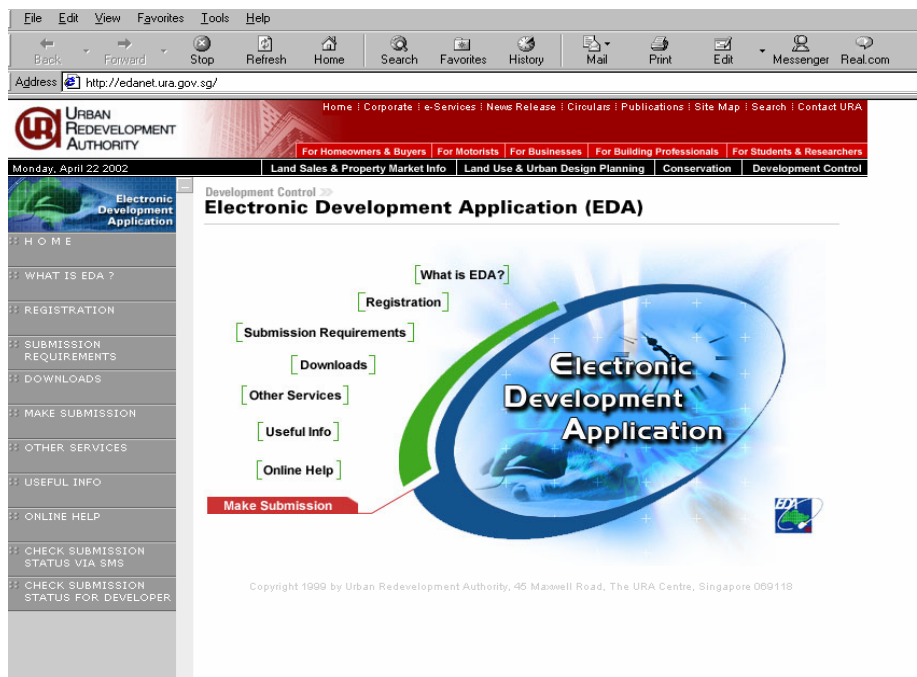 File Edit View Favorites Tools Help
Back Forward Stop Refresh Home Search Favorites History Mail Print Edit Messenger Real.com
Address http://edanet.ura.gov.sg/
URBAN
REDEVELOPMENT
AUTHORITY
Home Corporate e-Services News Release Circulars Publications Site Map Search Contact URA
For Homeowners & Buyers For Motorists For Businesses For Building Professionals For Students & Researchers
Monday, April 22 2002
Land Sales & Property Market Info Land Use & Urban Design Planning Conservation Development Control
Electronic
Development
Application
HOME
WHAT IS EDA ?
REGISTRATION
SUBMISSION
REQUIREMENTS
DOWNLOADS
MAKE SUBMISSION
OTHER SERVICES
USEFUL INFO
ONLINE HELP
CHECK SUBMISSION
STATUS VIA SMS
CHECK SUBMISSION
STATUS FOR DEVELOPER
Development Control
Electronic Development Application (EDA)
What is EDA?
Registration
Submission Requirements
Downloads
Other Services
Useful Info
Online Help
Make Submission
Electronic
Development
Application
EDA
Copyright 1999 by Urban Redevelopment Authority, 45 Maxwell Road, The URA Centre, Singapore 069118